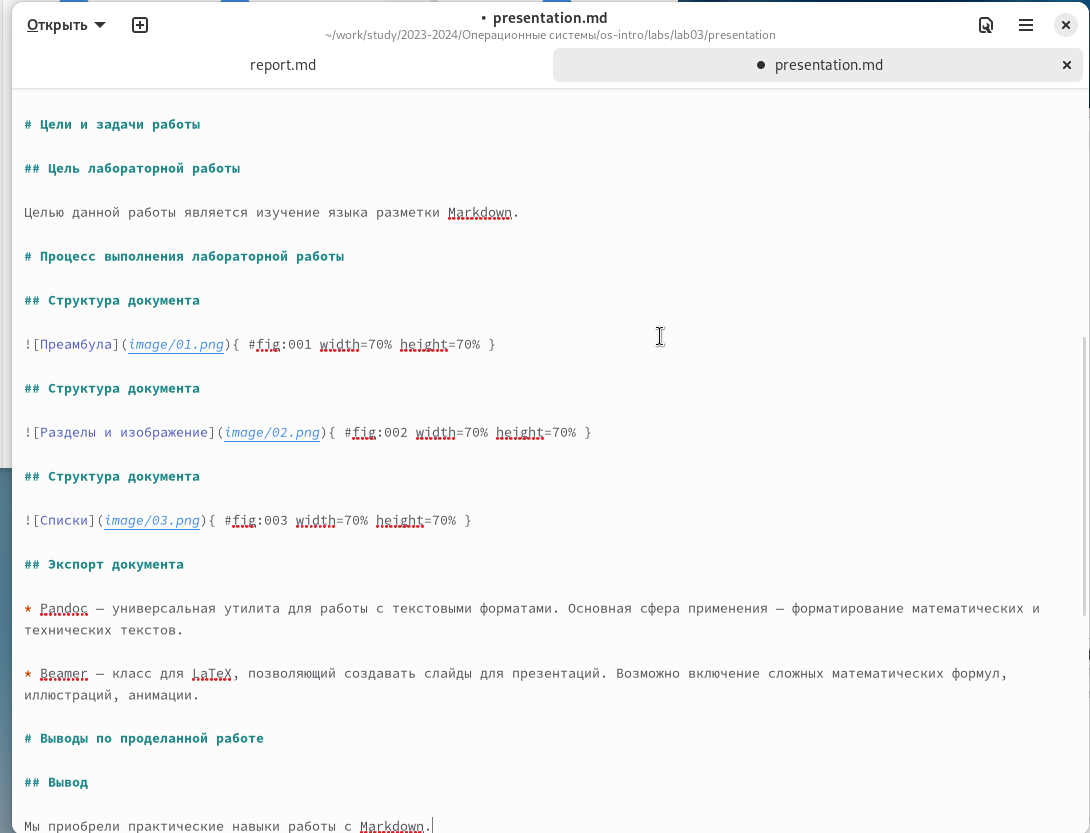 Открыть
• presentation.md
~/work/study/2023-2024/Операционные системы/os-intro/labs/lab03/presentation
report.md
● presentation.md
# Цели и задачи работы
## Цель лабораторной работы
Целью данной работы является изучение языка разметки Markdown.
# Процесс выполнения лабораторной работы
## Структура документа
![Преамбула](image/01.png){ #fig:001 width=70% height=70% }
## Структура документа
![Разделы и изображение](image/02.png){ #fig:002 width=70% height=70% }
## Структура документа
![Списки](image/03.png){ #fig:003 width=70% height=70% }
## Экспорт документа
* Pandoc — универсальная утилита для работы с текстовыми форматами. Основная сфера применения — форматирование математических и
технических текстов.
* Beamer — класс для LaTeX, позволяющий создавать слайды для презентаций. Возможно включение сложных математических формул,
иллюстраций, анимации.
# Выводы по проделанной работе
## Вывод
Мы приобрели практические навыки работы с Markdown.